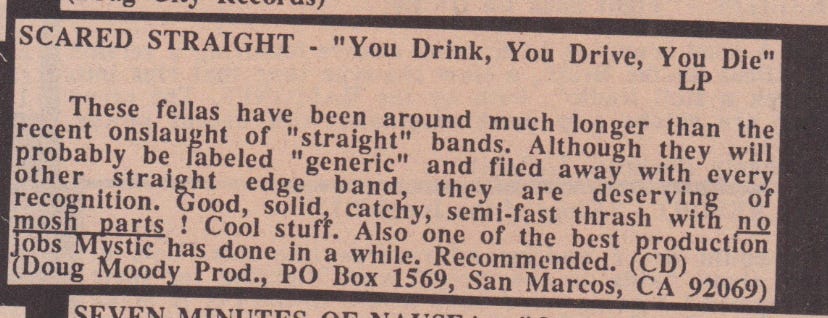 SCARED STRAIGHT - "You Drink, You Drive, You Die"
LP
These fellas have been around much longer than the
recent onslaught of "straight" bands. Although they will
probably be labeled "generic" and filed away with every
other straight edge band, they are deserving of
recognition. Good, solid, catchy, semi-fast thrash with no
mosh parts ! Cool stuff. Also one of the best production
jobs Mystic has done in a while. Recommended. (CD)
(Doug Moody Prod., PO Box 1569, San Marcos, CA 92069)
SEVEN MINUTES OF